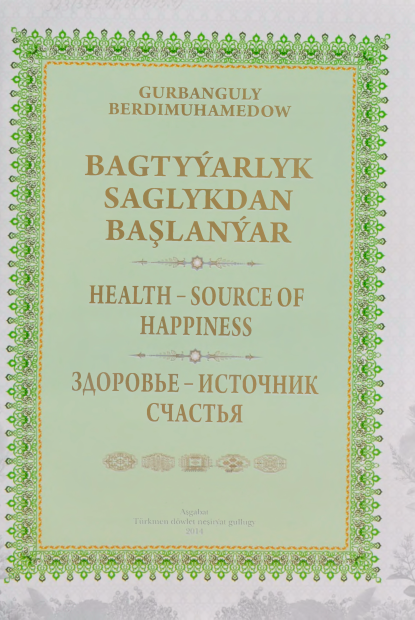 GURBANGULY
BERDIMUHAMEDOW
BAGTYÝARLYK
SAGLYKDAN
BAŞLANÝAR
HEALTH – SOURCE OF
HAPPINESS
ЗДОРОВЬЕ – ИСТОЧНИК
СЧАСТЬЯ
Aşgabat
Türkmen döwlet neşirýat gullugy
2014